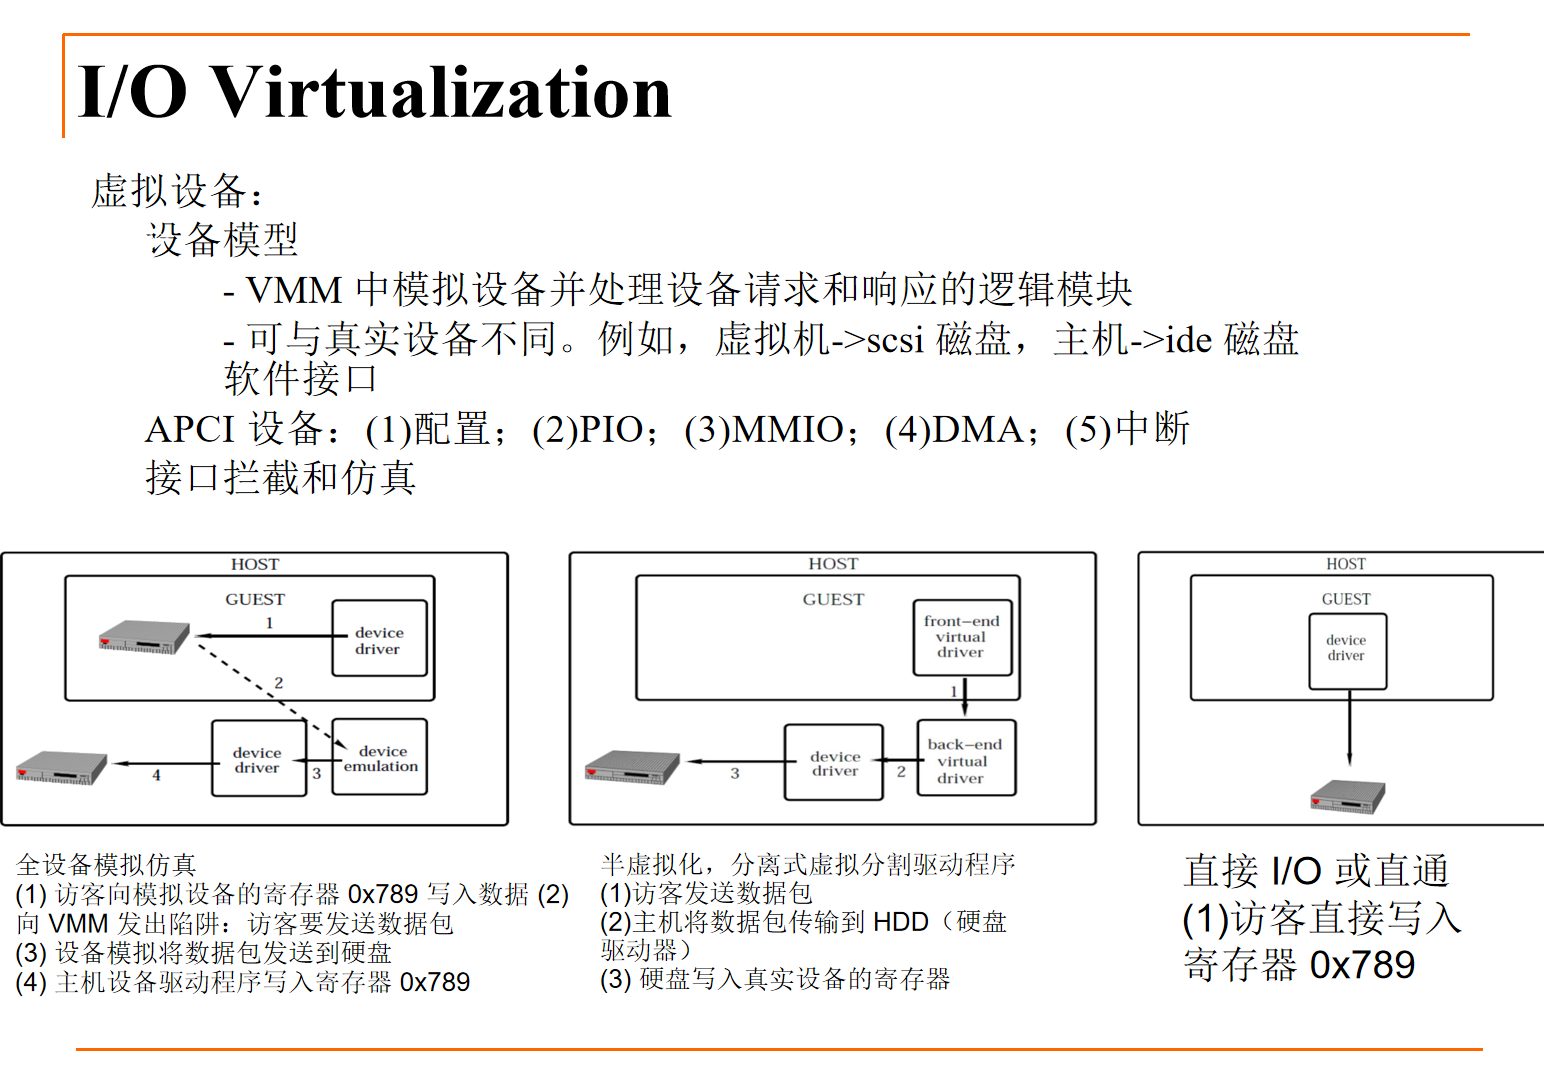 I/O Virtualization
虚拟设备：
设备模型
- VMM 中模拟设备并处理设备请求和响应的逻辑模块
- 可与真实设备不同。例如，虚拟机->scsi 磁盘，主机->ide 磁盘
软件接口
APCI 设备：(1)配置；(2)PIO；(3)MMIO；(4)DMA；(5)中断
接口拦截和仿真
HOST
GUEST
1
device
driver
2
device
driver
3
device
emulation
4
全设备模拟仿真
(1) 访客向模拟设备的寄存器 0x789 写入数据 (2)
向 VMM 发出陷阱：访客要发送数据包
(3) 设备模拟将数据包发送到硬盘
(4) 主机设备驱动程序写入寄存器 0x789
HOST
GUEST
front-end
virtual
driver
1
back-end
virtual
driver
2
device
driver
3
半虚拟化，分离式虚拟分割驱动程序
(1)访客发送数据包
(2)主机将数据包传输到 HDD（硬盘
驱动器）
(3) 硬盘写入真实设备的寄存器
HOST
GUEST
device
driver
直接 I/O 或直通
(1)访客直接写入
寄存器 0x789